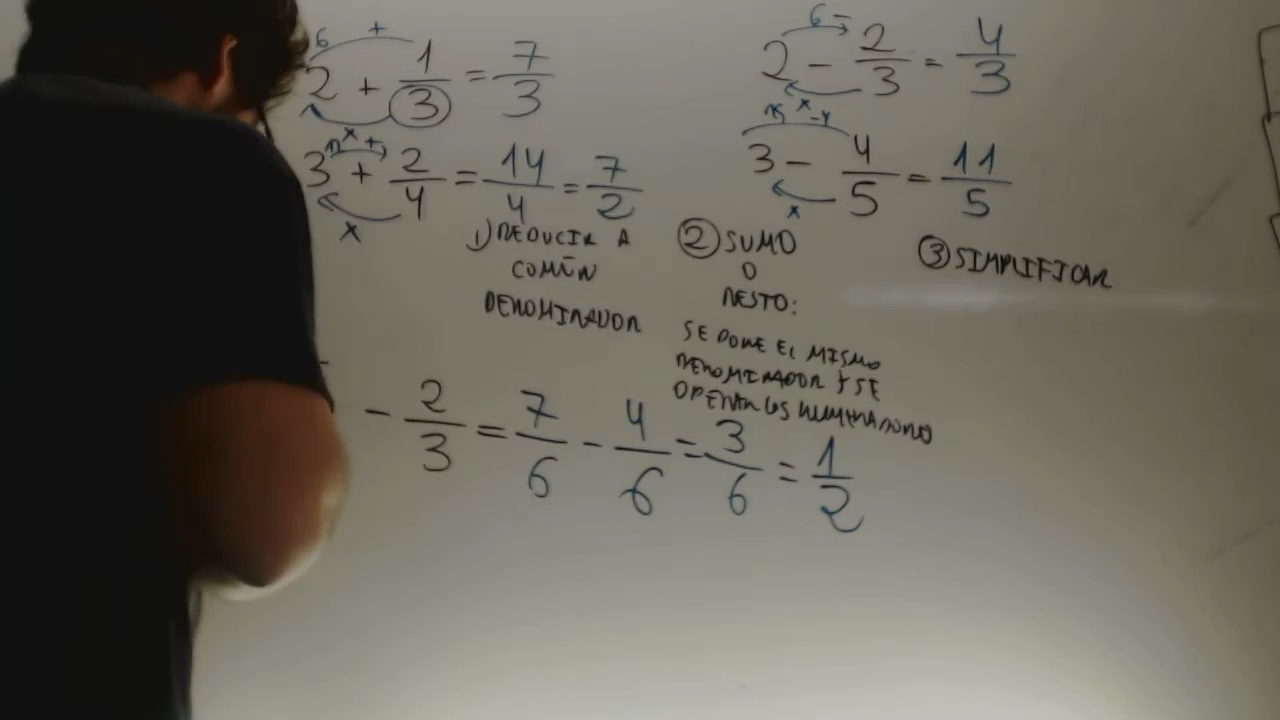 2 + 1/3 = 7/3
2 - 2/3 = 4/3
3 + 2/4 = 14/4 = 7/2
3 - 4/5 = 11/5
1) REDUCIR A
COMÚN
DENOMINADOR
② SUMO
O
RESTO:
SE PONE EL MISMO
DENOMINADOR Y SE
OPERAN LOS NUMERADORES
③ SIMPLIFICAR
- 2/3 = 7/6 - 4/6 = 3/6 = 1/2